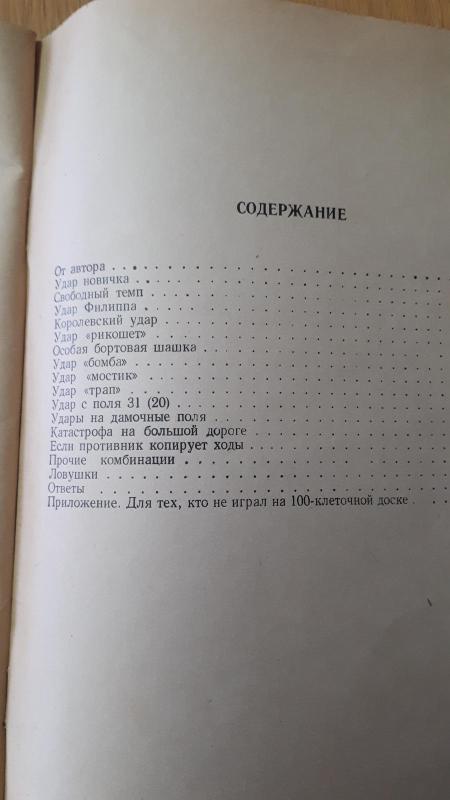 СОДЕРЖАНИЕ
От автора . . . . . . . . . . . . . . . . . . . . . . .
Удар новичка . . . . . . . . . . . . . . . . . . . . .
Свободный темп . . . . . . . . . . . . . . . . . . . .
Удар Филиппа . . . . . . . . . . . . . . . . . . . . .
Королевский удар . . . . . . . . . . . . . . . . . . .
Удар «рикошет» . . . . . . . . . . . . . . . . . . . .
Особая бортовая шашка . . . . . . . . . . . . . . . .
Удар «бомба» . . . . . . . . . . . . . . . . . . . . .
Удар «мостик» . . . . . . . . . . . . . . . . . . . .
Удар «трап» . . . . . . . . . . . . . . . . . . . . .
Удар с поля 31 (20) . . . . . . . . . . . . . . . . .
Удары на дамочные поля . . . . . . . . . . . . . . .
Катастрофа на большой дороге . . . . . . . . . . . .
Если противник копирует ходы . . . . . . . . . . . .
Прочие комбинации . . . . . . . . . . . . . . . . . .
Ловушки . . . . . . . . . . . . . . . . . . . . . . .
Ответы . . . . . . . . . . . . . . . . . . . . . . .
Приложение. Для тех, кто не играл на 100-клеточной доске . . .